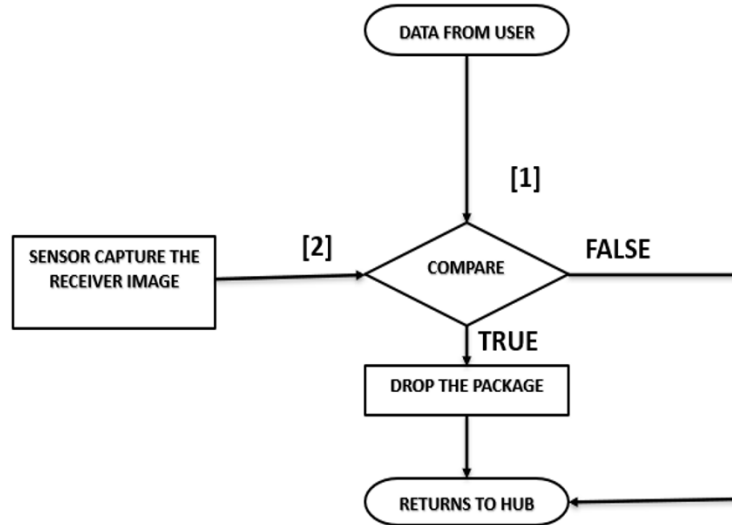 DATA FROM USER
[1]
[2]
SENSOR CAPTURE THE
RECEIVER IMAGE
COMPARE
FALSE
TRUE
DROP THE PACKAGE
RETURNS TO HUB